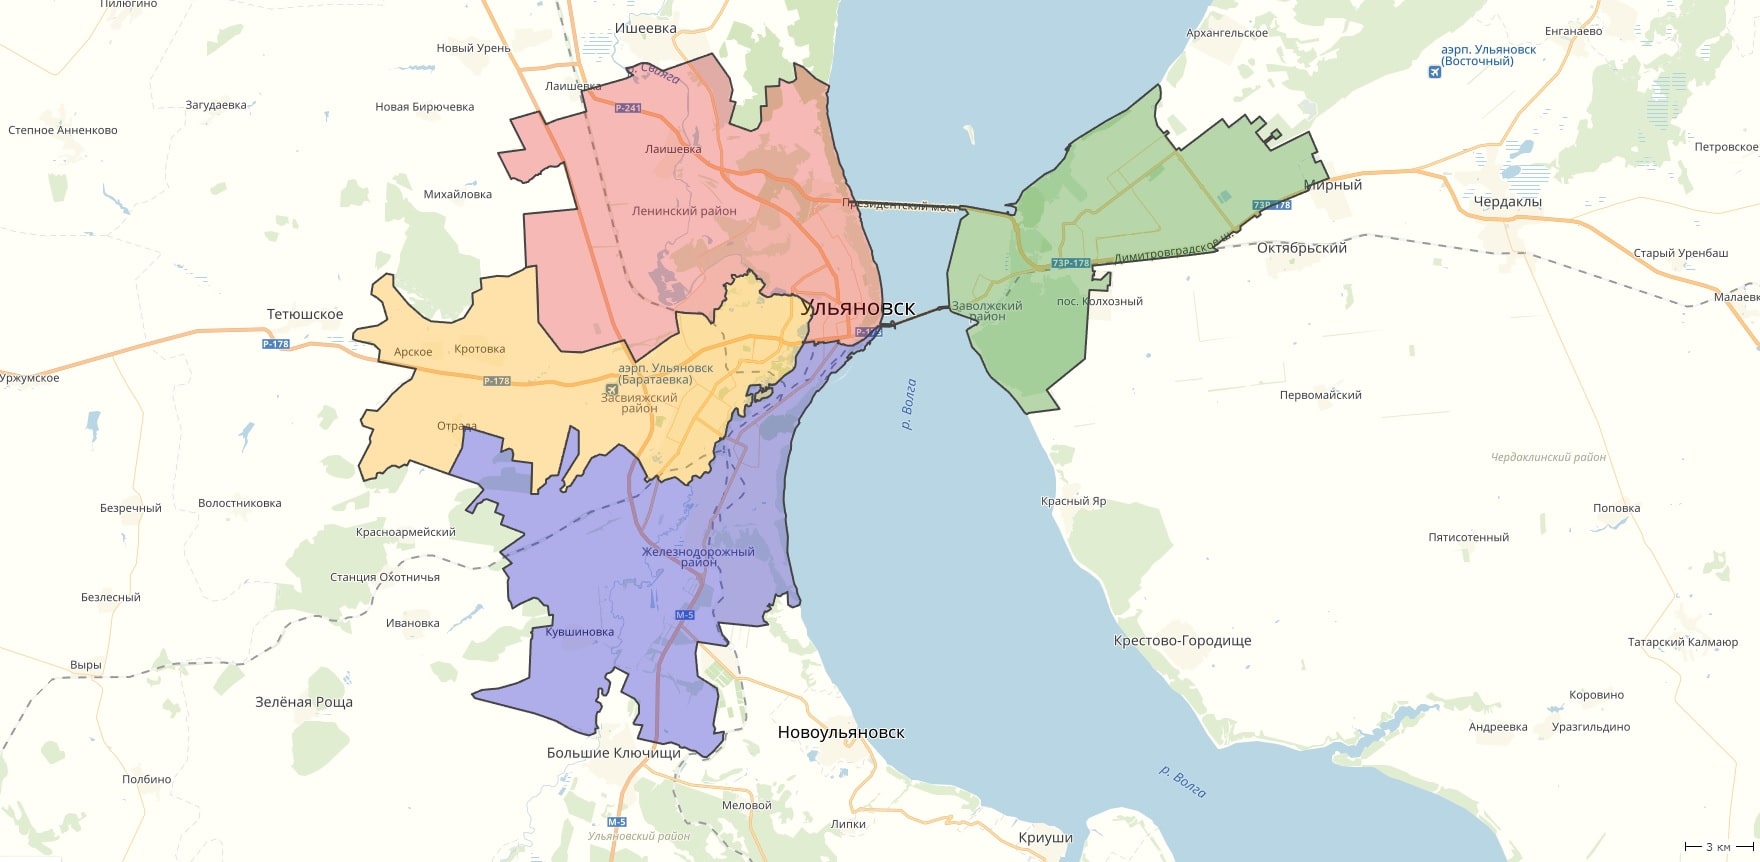 Пилюгино
Ишеевка
Архангельское
Енганаево
Новый Урень
аэрп. Ульяновск
(Восточный)
р. Свияга
Лаишевка
Загудаевка
Новая Бирючевка
Р-241
Степное Анненково
Лаишевка
Петровское
Мирный
Михайловка
Чердаклы
Президентский мост
73Р-178
Ленинский район
Димитровградское ш.
Октябрьский
Старый Уренбаш
73Р-178
Малаевка
пос. Колхозный
Заволжский
район
Ульяновск
Тетюшское
Р-178
Р-178
Арское
Кротовка
аэрп. Ульяновск
(Баратаевка)
Уржумское
Р-178
Засвияжский
район
р. Волга
Первомайский
Отрада
Чердаклинский район
Красный Яр
Волостниковка
Безречный
Поповка
Красноармейский
Пятисотенный
Железнодорожный
район
Станция Охотничья
Безлесный
М-5
Ивановка
Кувшиновка
Крестово-Городище
Татарский Калмаюр
Выры
Коровино
Зелёная Роща
Андреевка
Уразгильдино
Новоульяновск
Большие Ключищи
Полбино
р. Волга
Меловой
М-5
Липки
Ульяновский район
Криуши
3 км